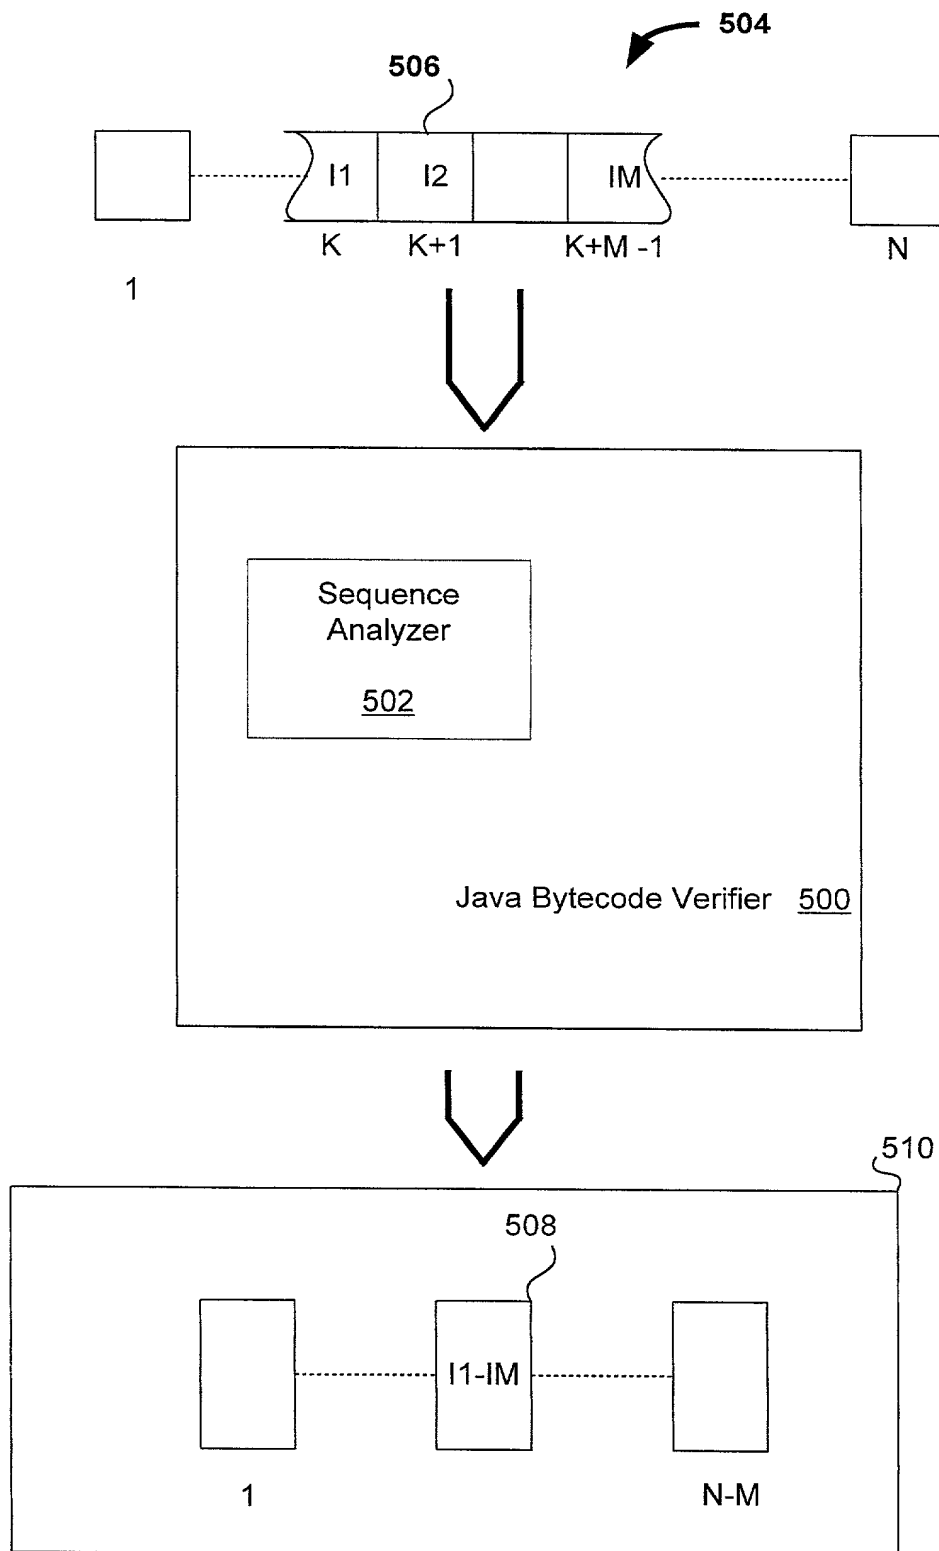 504
506
I1 I2 IM
K K+1 K+M -1 N
1
Sequence
Analyzer
502
Java Bytecode Verifier 500
510
508
I1-IM
1 N-M